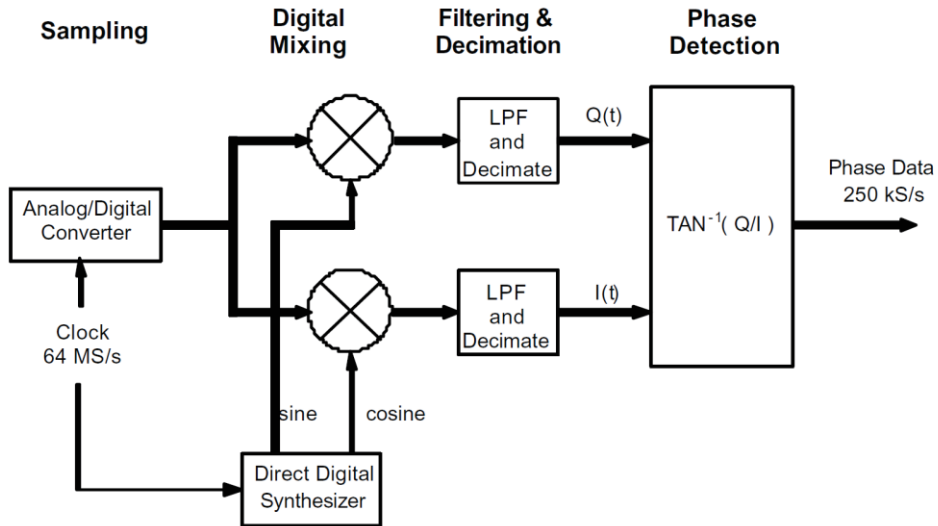 Sampling
Digital
Mixing
Filtering &
Decimation
Phase
Detection
Analog/Digital
Converter
Clock
64 MS/s
LPF
and
Decimate
Q(t)
LPF
and
Decimate
I(t)
TAN⁻¹( Q/I )
Phase Data
250 kS/s
sine
cosine
Direct Digital
Synthesizer